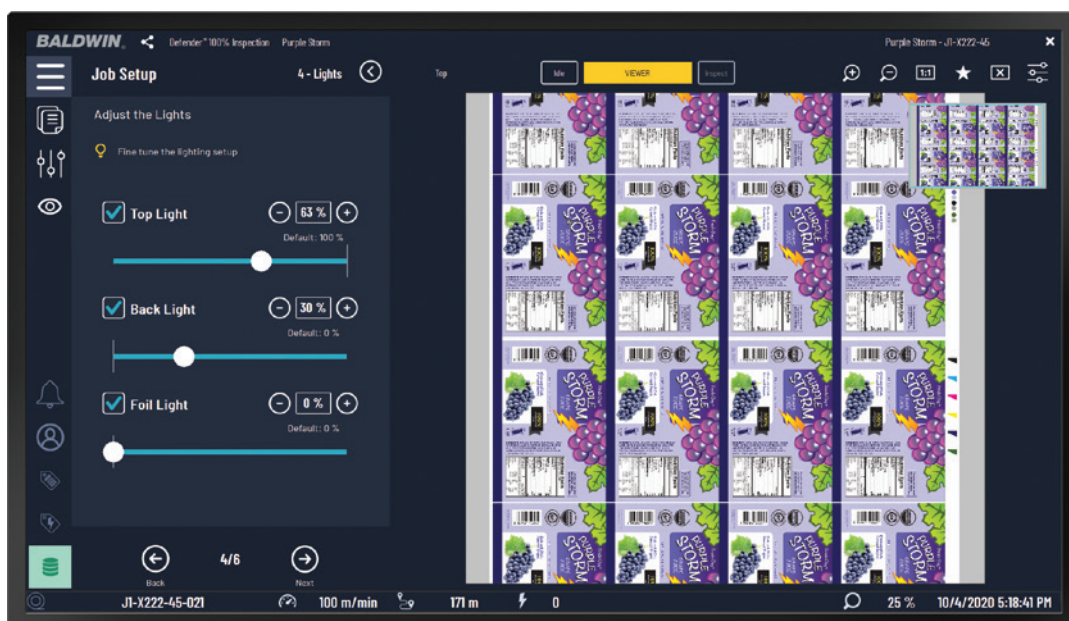 BALDWIN. Defender™ 100% Inspection Purple Storm Purple Storm - J1-X222-45
Job Setup 4 - Lights Top Idle VIEWER Inspect 1:1
Adjust the Lights
Fine tune the lighting setup
Top Light 63 %
Default: 100 %
Back Light 30 %
Default: 0 %
Foil Light 0 %
Default: 0 %
4/6
Back Next
PURPLE
STORM
J1-X222-45-021 100 m/min 171 m 0 25 % 10/4/2020 5:18:41 PM